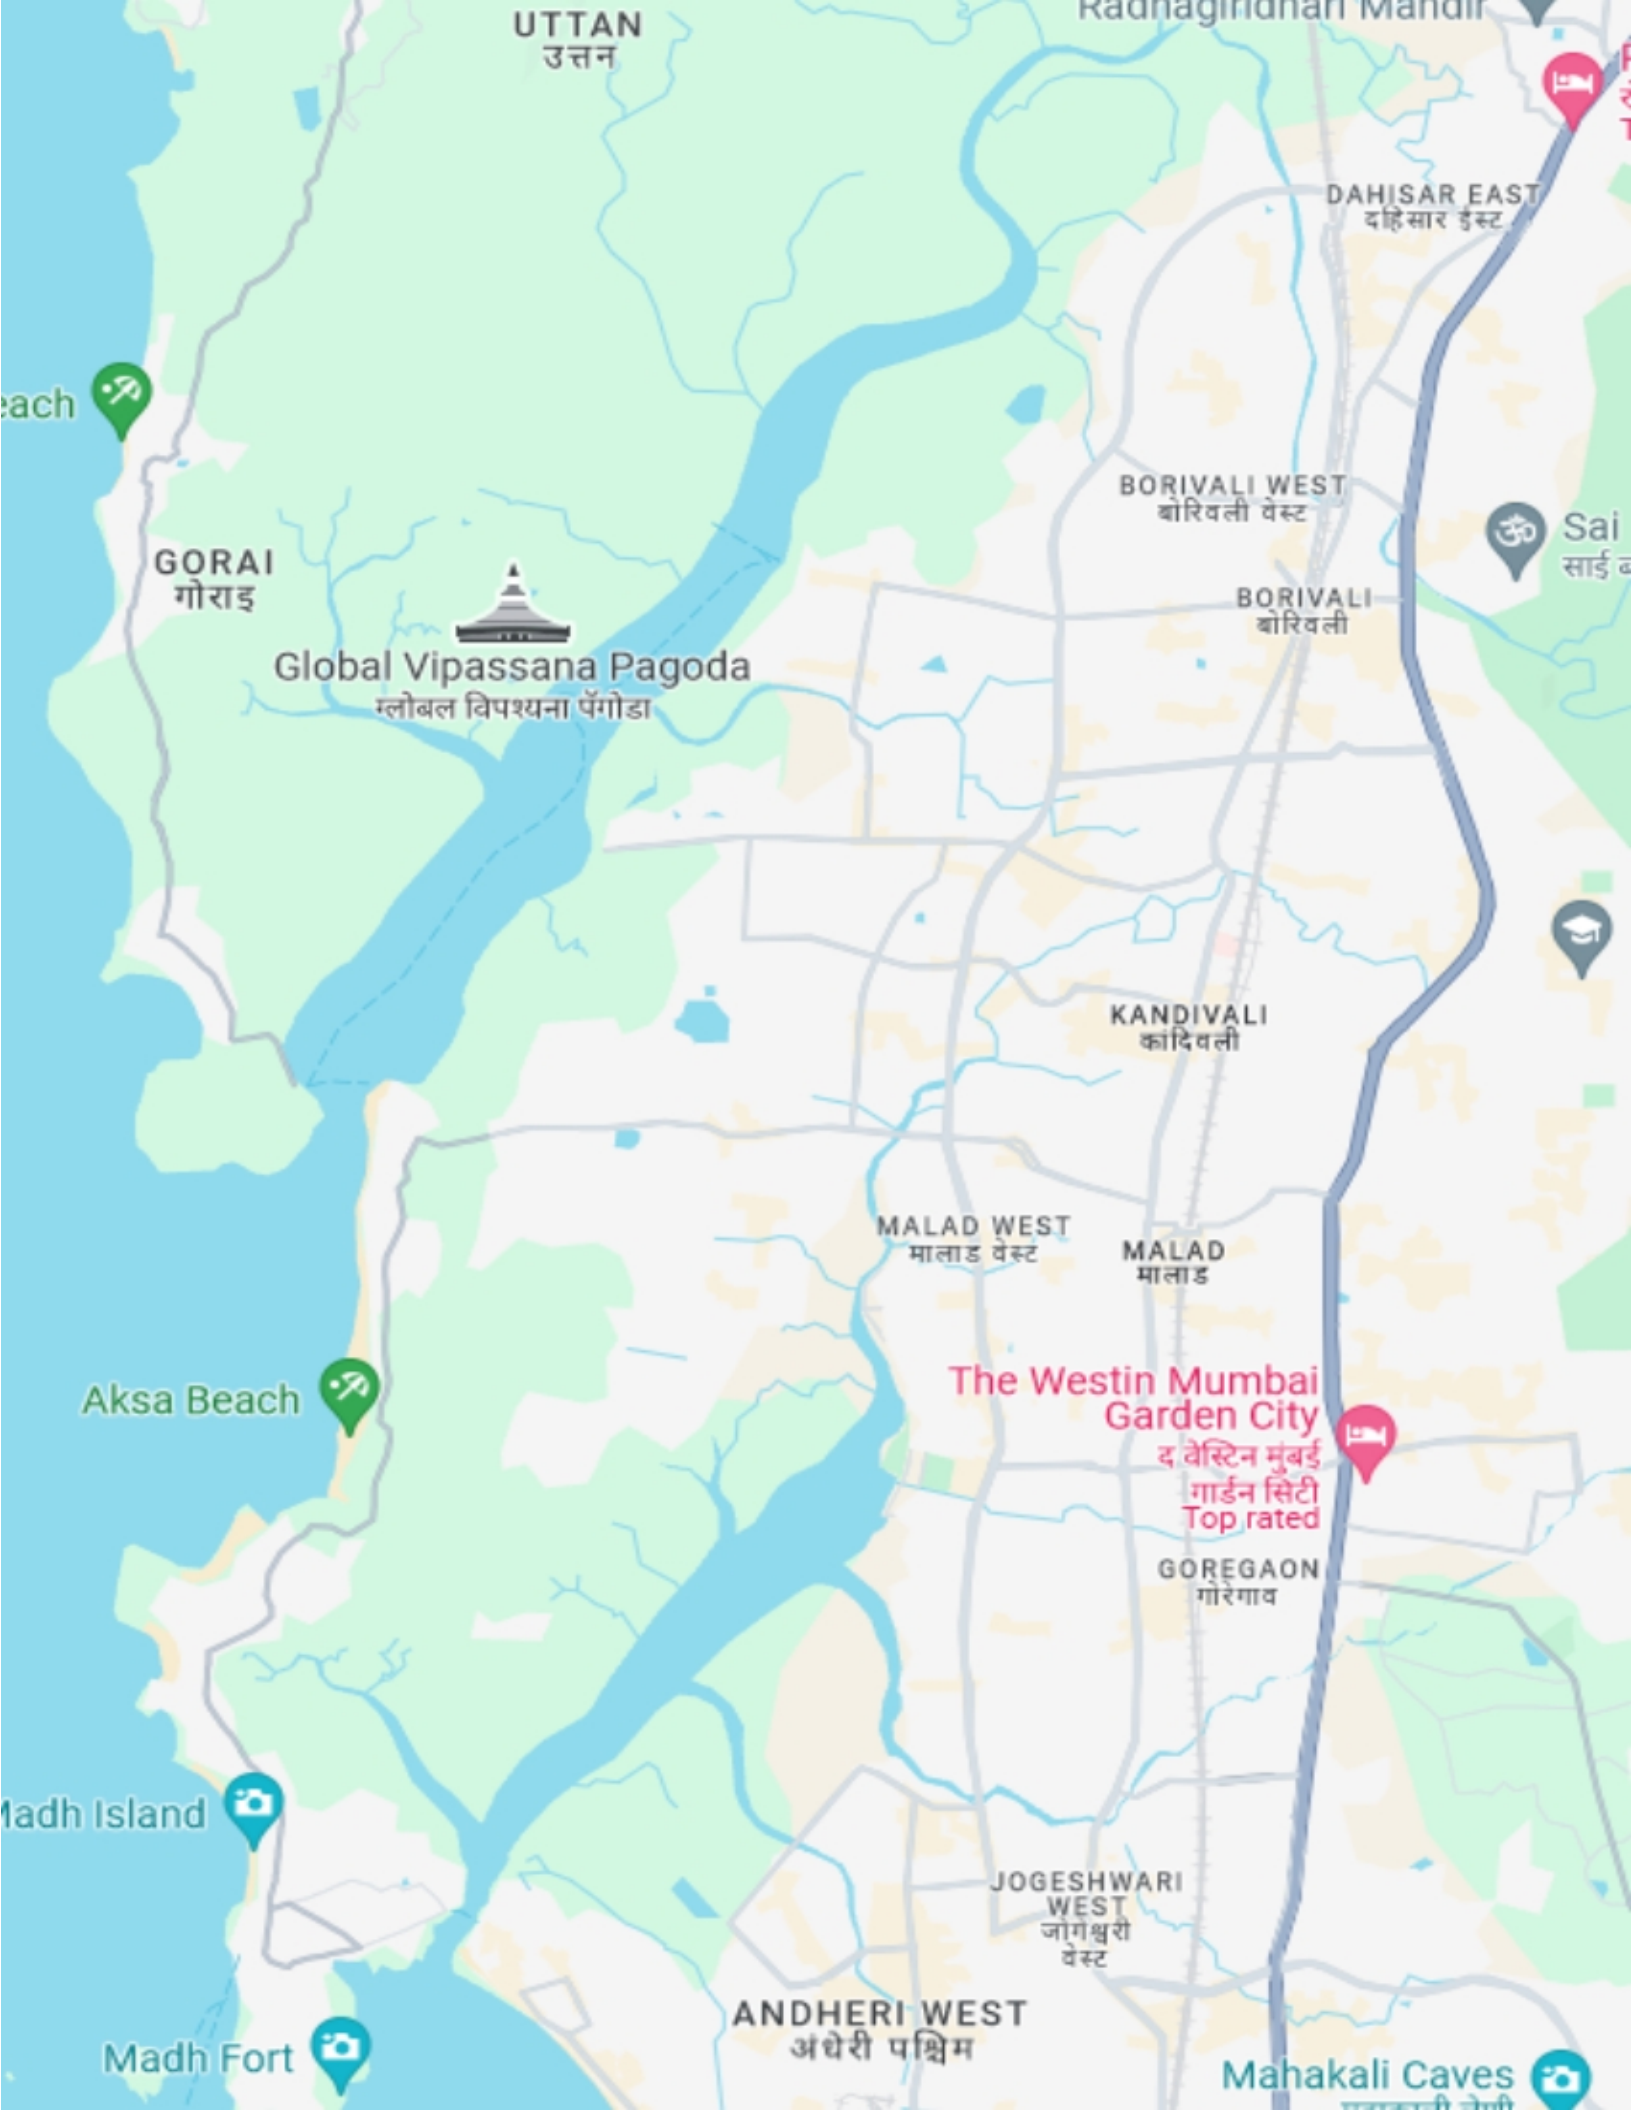 Radhagiridhari Mandir
UTTAN
उत्तन
DAHISAR EAST
दहिसार ईस्ट
BORIVALI WEST
बोरिवली वेस्ट
Sai
साई
GORAI
गोराइ
BORIVALI
बोरिवली
Global Vipassana Pagoda
ग्लोबल विपश्यना पॅगोडा
KANDIVALI
कांदिवली
MALAD WEST
मालाड वेस्ट
MALAD
मालाड
The Westin Mumbai
Garden City
द वेस्टिन मुंबई
गार्डन सिटी
Top rated
Aksa Beach
GOREGAON
गोरेगाव
Madh Island
JOGESHWARI
WEST
जोगेश्वरी
वेस्ट
ANDHERI WEST
अंधेरी पश्चिम
Madh Fort
Mahakali Caves